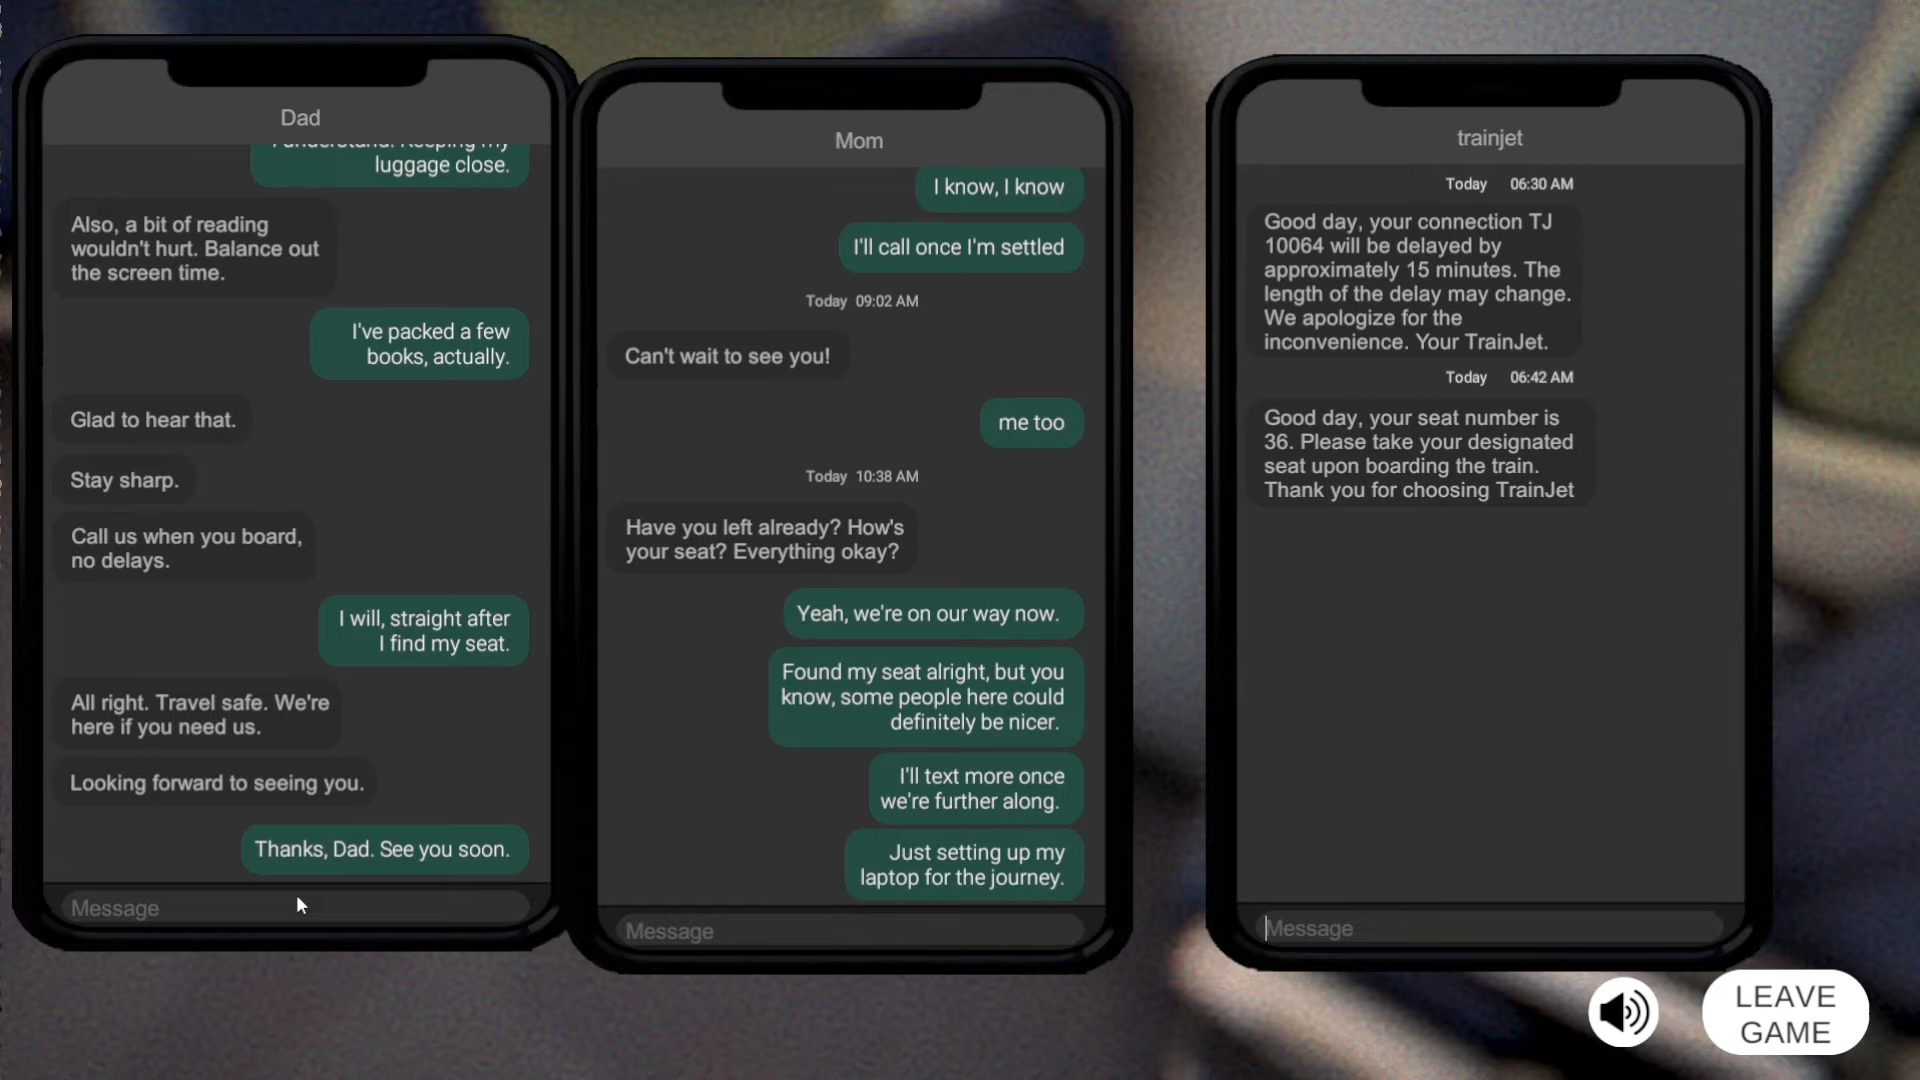 Dad
I understand. Keeping my
luggage close.
Also, a bit of reading
wouldn't hurt. Balance out
the screen time.
I've packed a few
books, actually.
Glad to hear that.
Stay sharp.
Call us when you board,
no delays.
I will, straight after
I find my seat.
All right. Travel safe. We're
here if you need us.
Looking forward to seeing you.
Thanks, Dad. See you soon.
Message
Mom
I know, I know
I'll call once I'm settled
Today 09:02 AM
Can't wait to see you!
me too
Today 10:38 AM
Have you left already? How's
your seat? Everything okay?
Yeah, we're on our way now.
Found my seat alright, but you
know, some people here could
definitely be nicer.
I'll text more once
we're further along.
Just setting up my
laptop for the journey.
Message
trainjet
Today 06:30 AM
Good day, your connection TJ
10064 will be delayed by
approximately 15 minutes. The
length of the delay may change.
We apologize for the
inconvenience. Your TrainJet.
Today 06:42 AM
Good day, your seat number is
36. Please take your designated
seat upon boarding the train.
Thank you for choosing TrainJet
Message
LEAVE
GAME